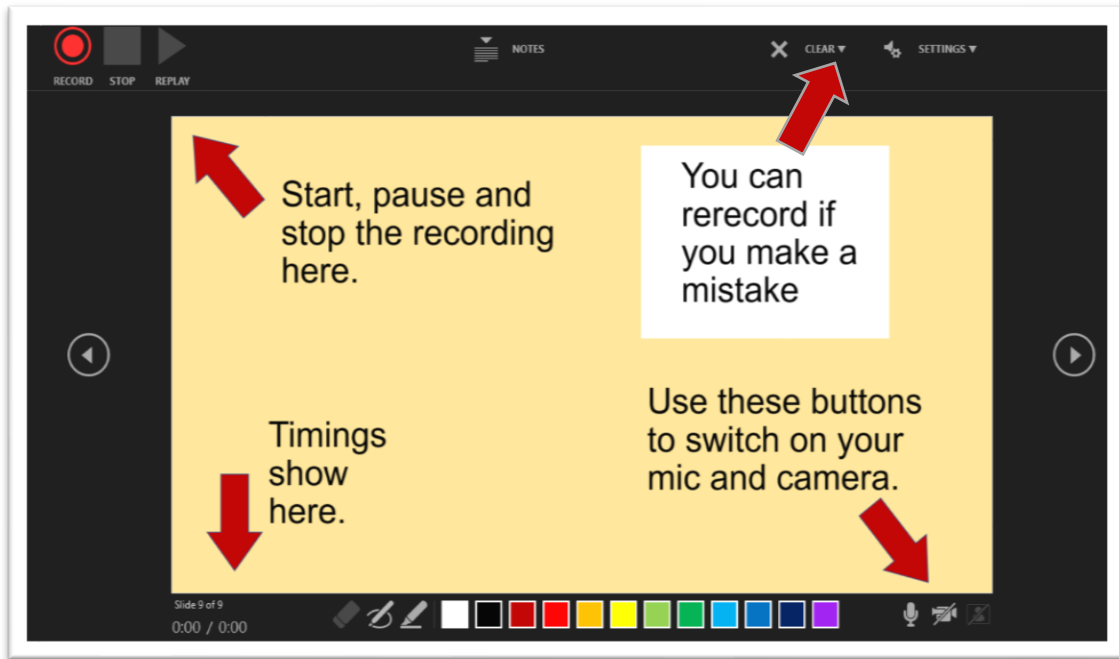 NOTES
CLEAR
SETTINGS
RECORD STOP REPLAY
Start, pause and
stop the recording
here.
You can
rerecord if
you make a
mistake
Timings
show
here.
Use these buttons
to switch on your
mic and camera.
Slide 9 of 9
0:00 / 0:00